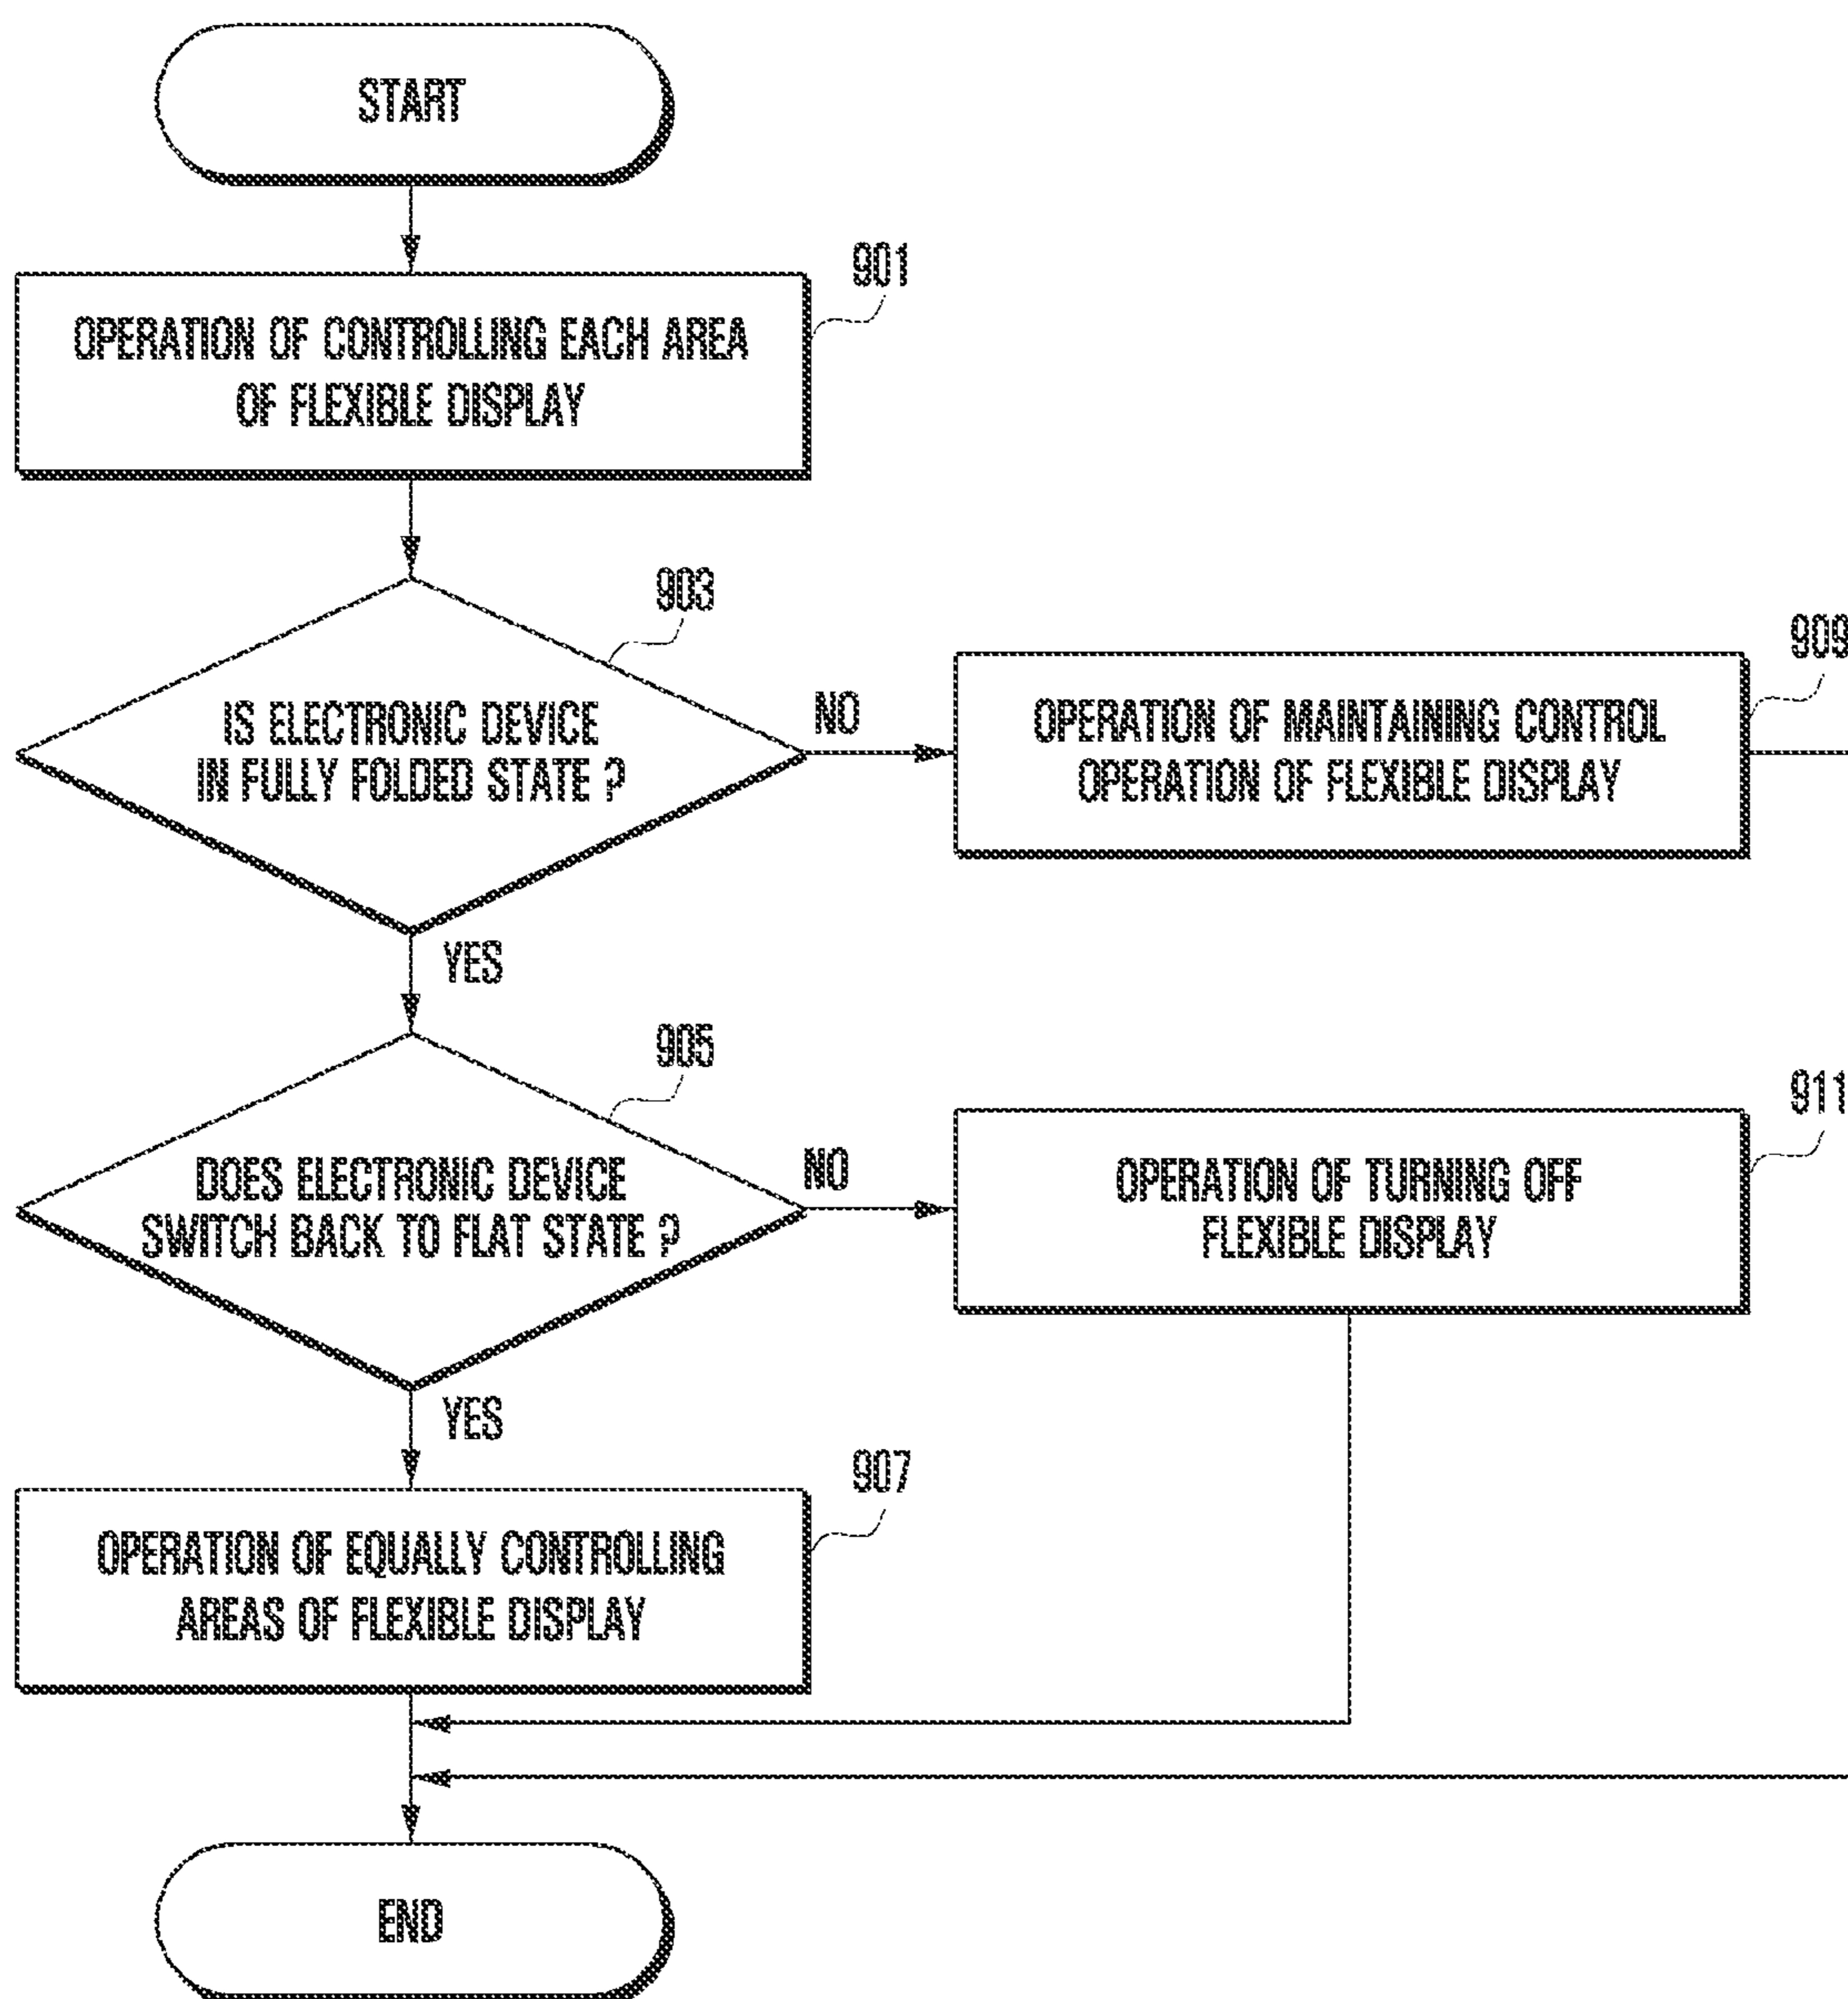 START
901
OPERATION OF CONTROLLING EACH AREA
OF FLEXIBLE DISPLAY
903
IS ELECTRONIC DEVICE
IN FULLY FOLDED STATE ?
NO
909
OPERATION OF MAINTAINING CONTROL
OPERATION OF FLEXIBLE DISPLAY
YES
905
DOES ELECTRONIC DEVICE
SWITCH BACK TO FLAT STATE ?
NO
911
OPERATION OF TURNING OFF
FLEXIBLE DISPLAY
YES
907
OPERATION OF EQUALLY CONTROLLING
AREAS OF FLEXIBLE DISPLAY
END